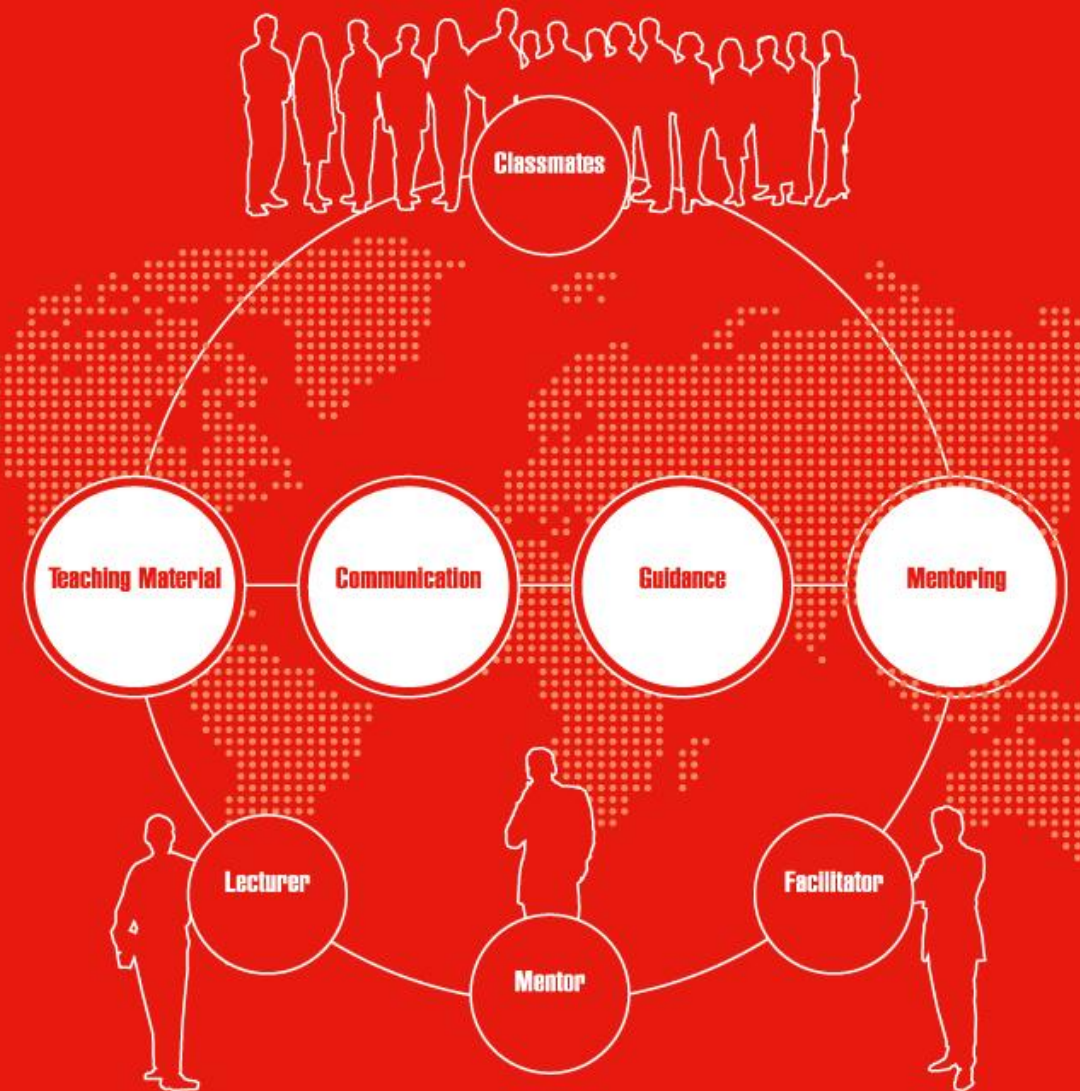 Classmates
Teaching Material
Communication
Guidance
Mentoring
Lecturer
Facilitator
Mentor